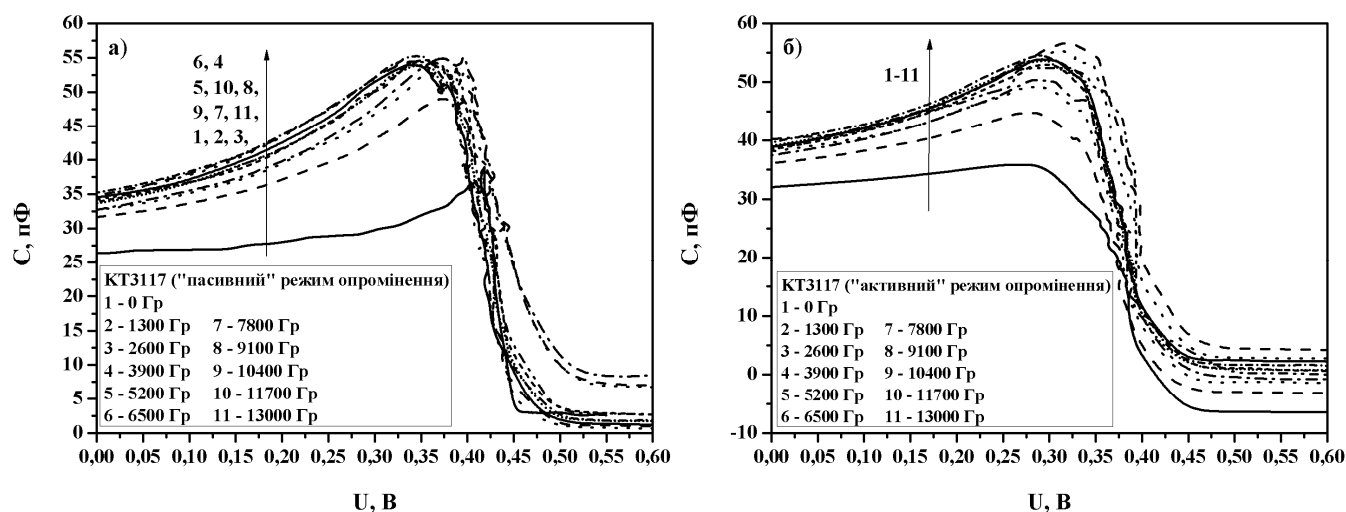 а)
6, 4
5, 10, 8,
9, 7, 11,
1, 2, 3,
КТ3117 ("пасивний" режим опромінення)
1 - 0 Гр
2 - 1300 Гр 7 - 7800 Гр
3 - 2600 Гр 8 - 9100 Гр
4 - 3900 Гр 9 - 10400 Гр
5 - 5200 Гр 10 - 11700 Гр
6 - 6500 Гр 11 - 13000 Гр
60
55
50
45
40
35
30
25
20
15
10
5
0
C, пФ
0,00 0,05 0,10 0,15 0,20 0,25 0,30 0,35 0,40 0,45 0,50 0,55 0,60
U, В
б)
1-11
КТ3117 ("активний" режим опромінення)
1 - 0 Гр
2 - 1300 Гр 7 - 7800 Гр
3 - 2600 Гр 8 - 9100 Гр
4 - 3900 Гр 9 - 10400 Гр
5 - 5200 Гр 10 - 11700 Гр
6 - 6500 Гр 11 - 13000 Гр
60
50
40
30
20
10
0
-10
C, пФ
0,00 0,05 0,10 0,15 0,20 0,25 0,30 0,35 0,40 0,45 0,50 0,55 0,60
U, В